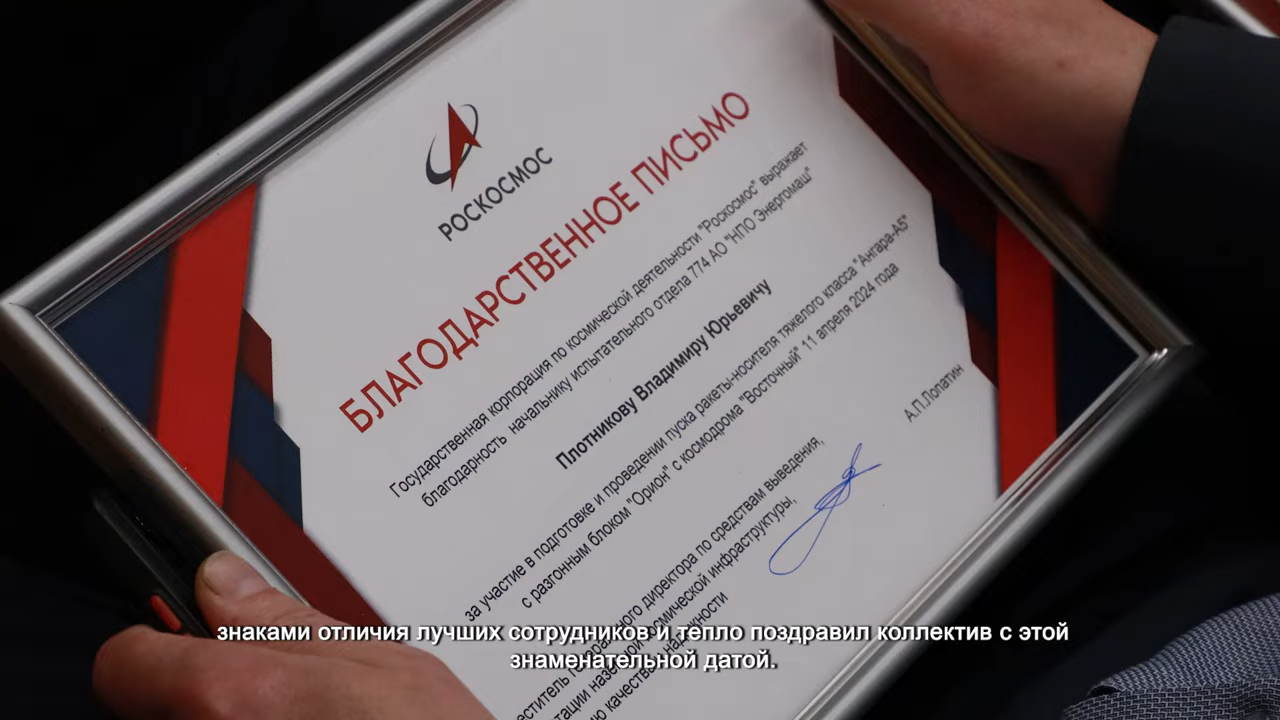 РОСКОСМОС
БЛАГОДАРСТВЕННОЕ ПИСЬМО
Государственная корпорация по космической деятельности "Роскосмос" выражает
благодарность начальнику испытательного отдела 774 АО "НПО Энергомаш"
Плотникову Владимиру Юрьевичу
за участие в подготовке и проведении пуска ракеты-носителя тяжелого класса "Ангара-А5"
с разгонным блоком "Орион" с космодрома "Восточный" 11 апреля 2024 года
директора по средствам выведения,
космической инфраструктуры,
А.П.Лопатин
знаками отличия лучших сотрудников и тепло поздравил коллектив с этой
знаменательной датой.